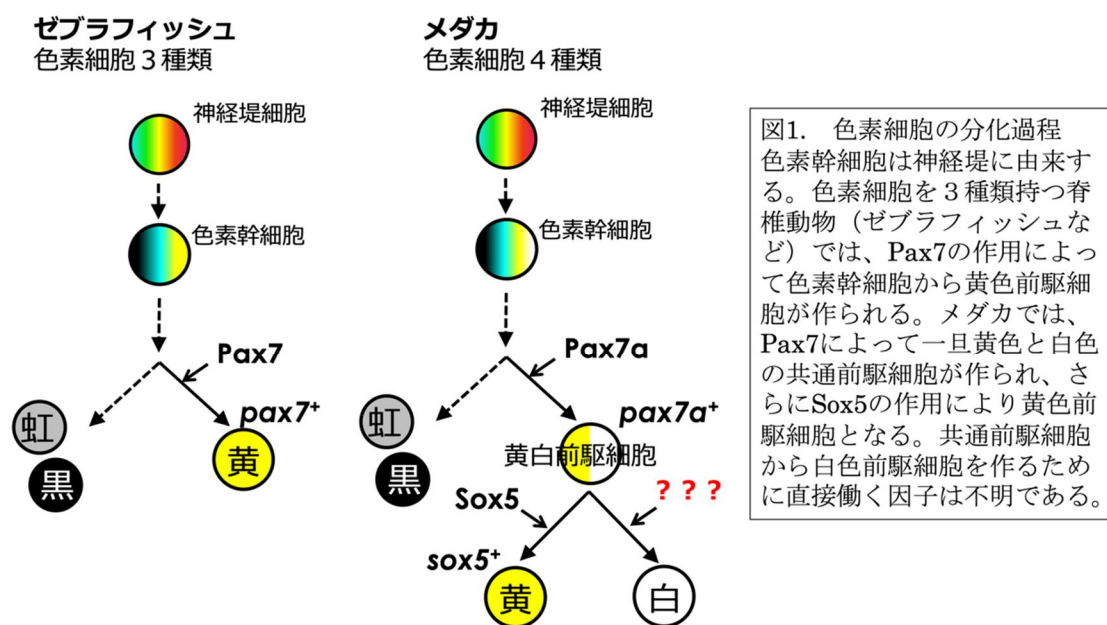 ゼブラフィッシュ
色素細胞３種類
神経堤細胞
色素幹細胞
Pax7
pax7+
虹
黒
黄
メダカ
色素細胞４種類
神経堤細胞
色素幹細胞
Pax7a
pax7a+
虹
黒
黄白前駆細胞
Sox5
？？？
sox5+
黄
白
図1.　色素細胞の分化過程
色素幹細胞は神経堤に由来す
る。色素細胞を３種類持つ脊
椎動物（ゼブラフィッシュな
ど）では、Pax7の作用によっ
て色素幹細胞から黄色前駆細
胞が作られる。メダカでは、
Pax7によって一旦黄色と白色
の共通前駆細胞が作られ、さ
らにSox5の作用により黄色前
駆細胞となる。共通前駆細胞
から白色前駆細胞を作るため
に直接働く因子は不明である。